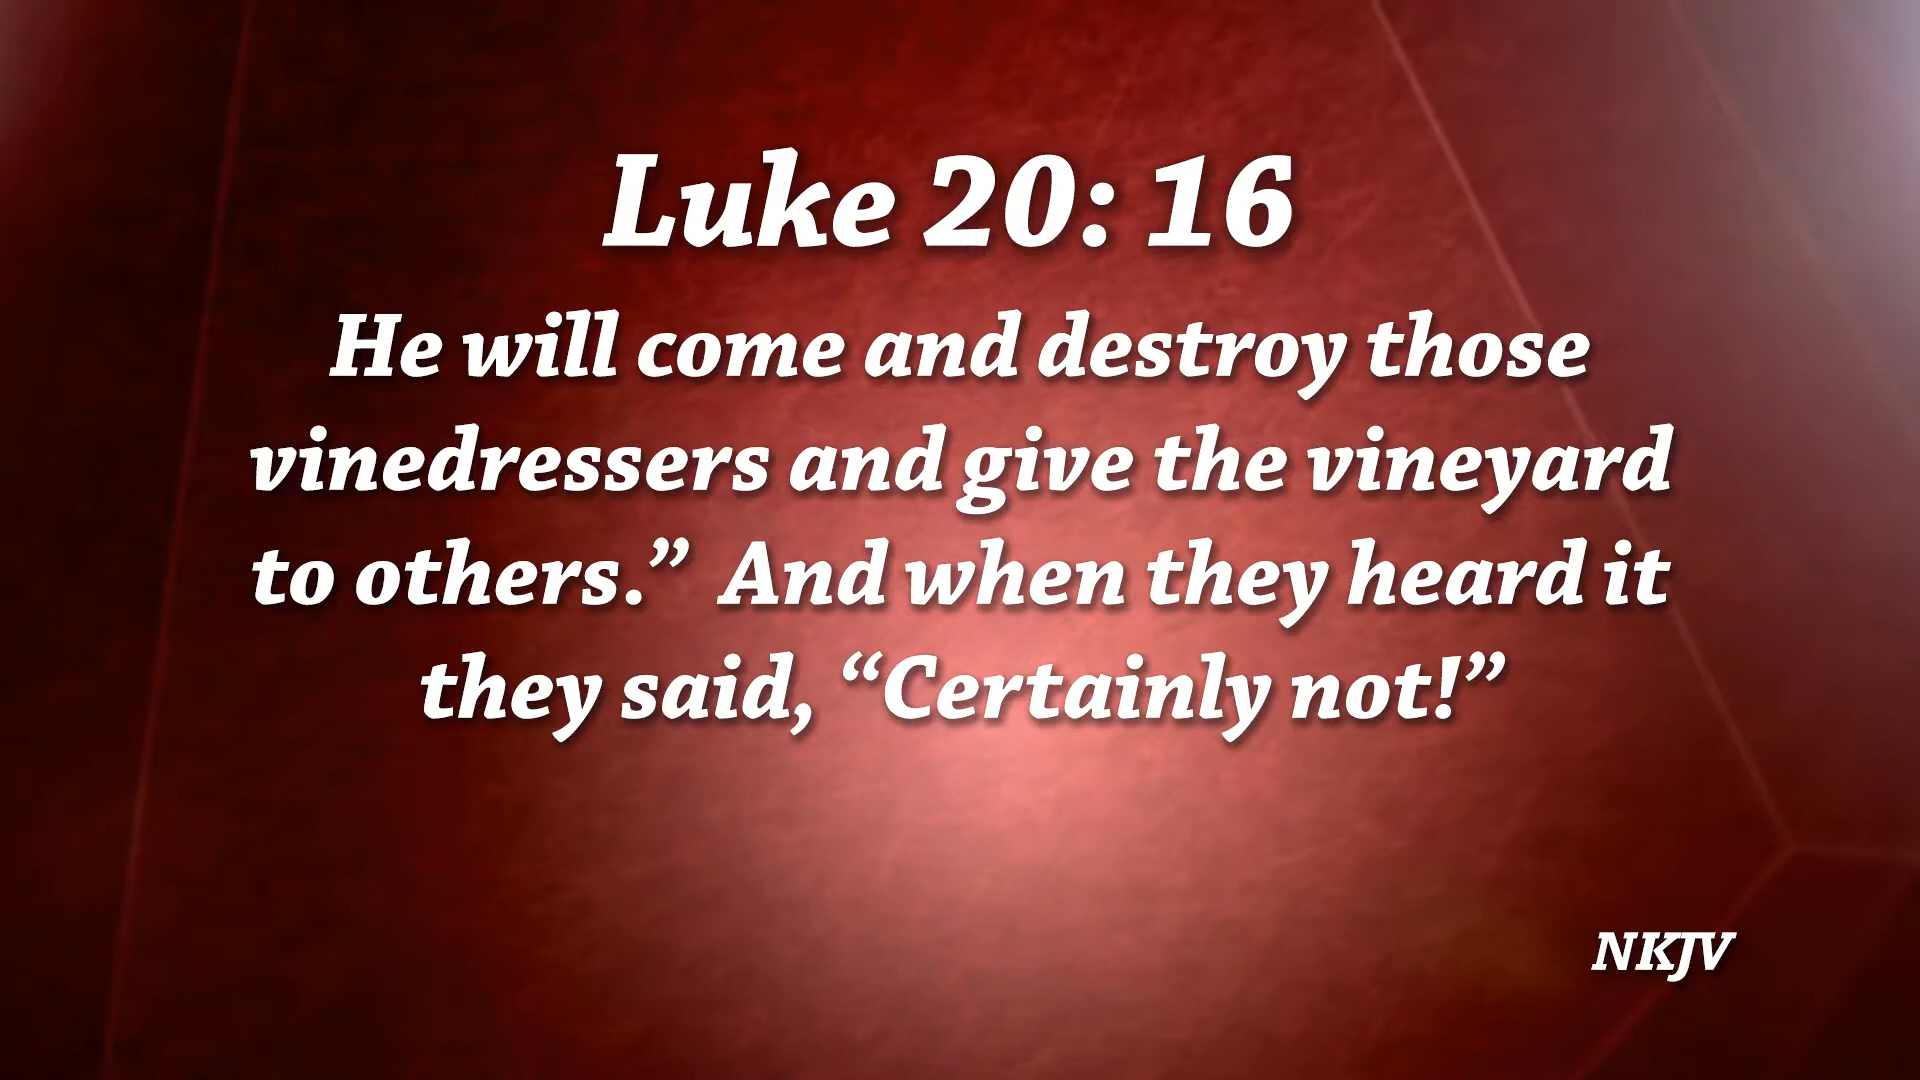 Luke 20: 16
He will come and destroy those
vinedressers and give the vineyard
to others.”  And when they heard it
they said, “Certainly not!”
NKJV